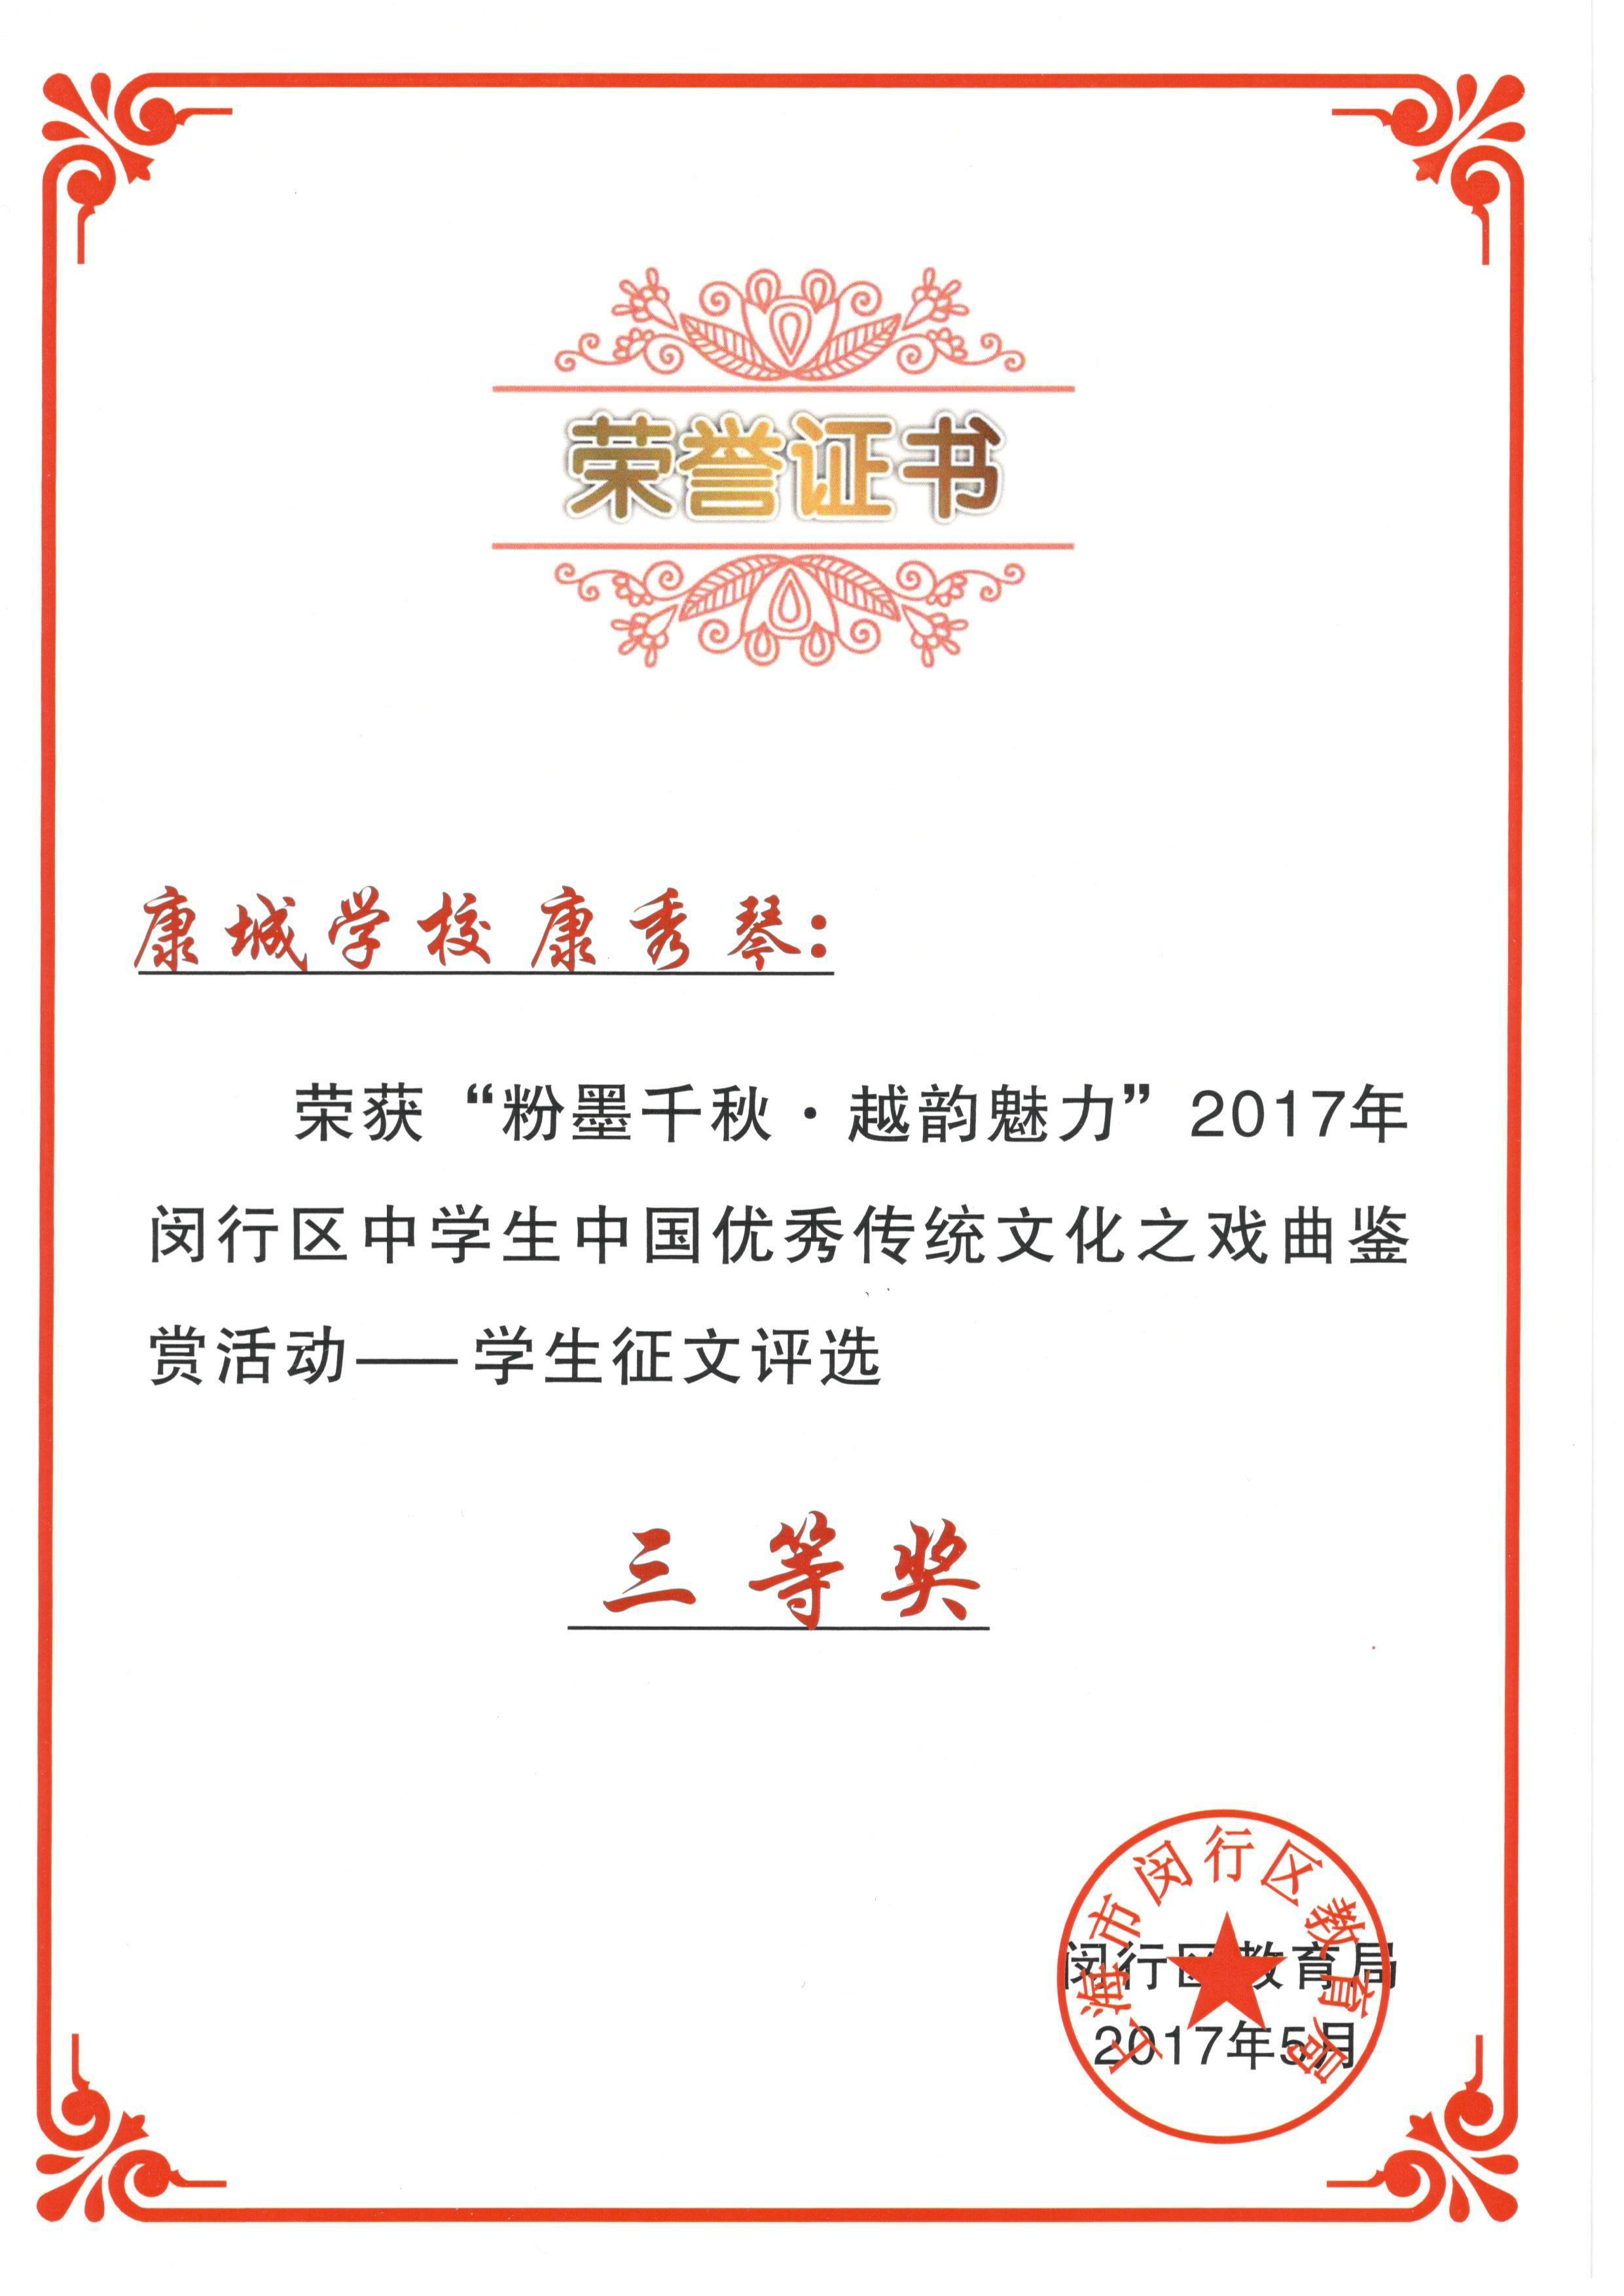 荣誉证书
康城学校康秀琴：
荣获“粉墨千秋·越韵魅力”2017年
闵行区中学生中国优秀传统文化之戏曲鉴
赏活动——学生征文评选
三等奖
上海市闵行区教育局
闵行区教育局
2017年5月